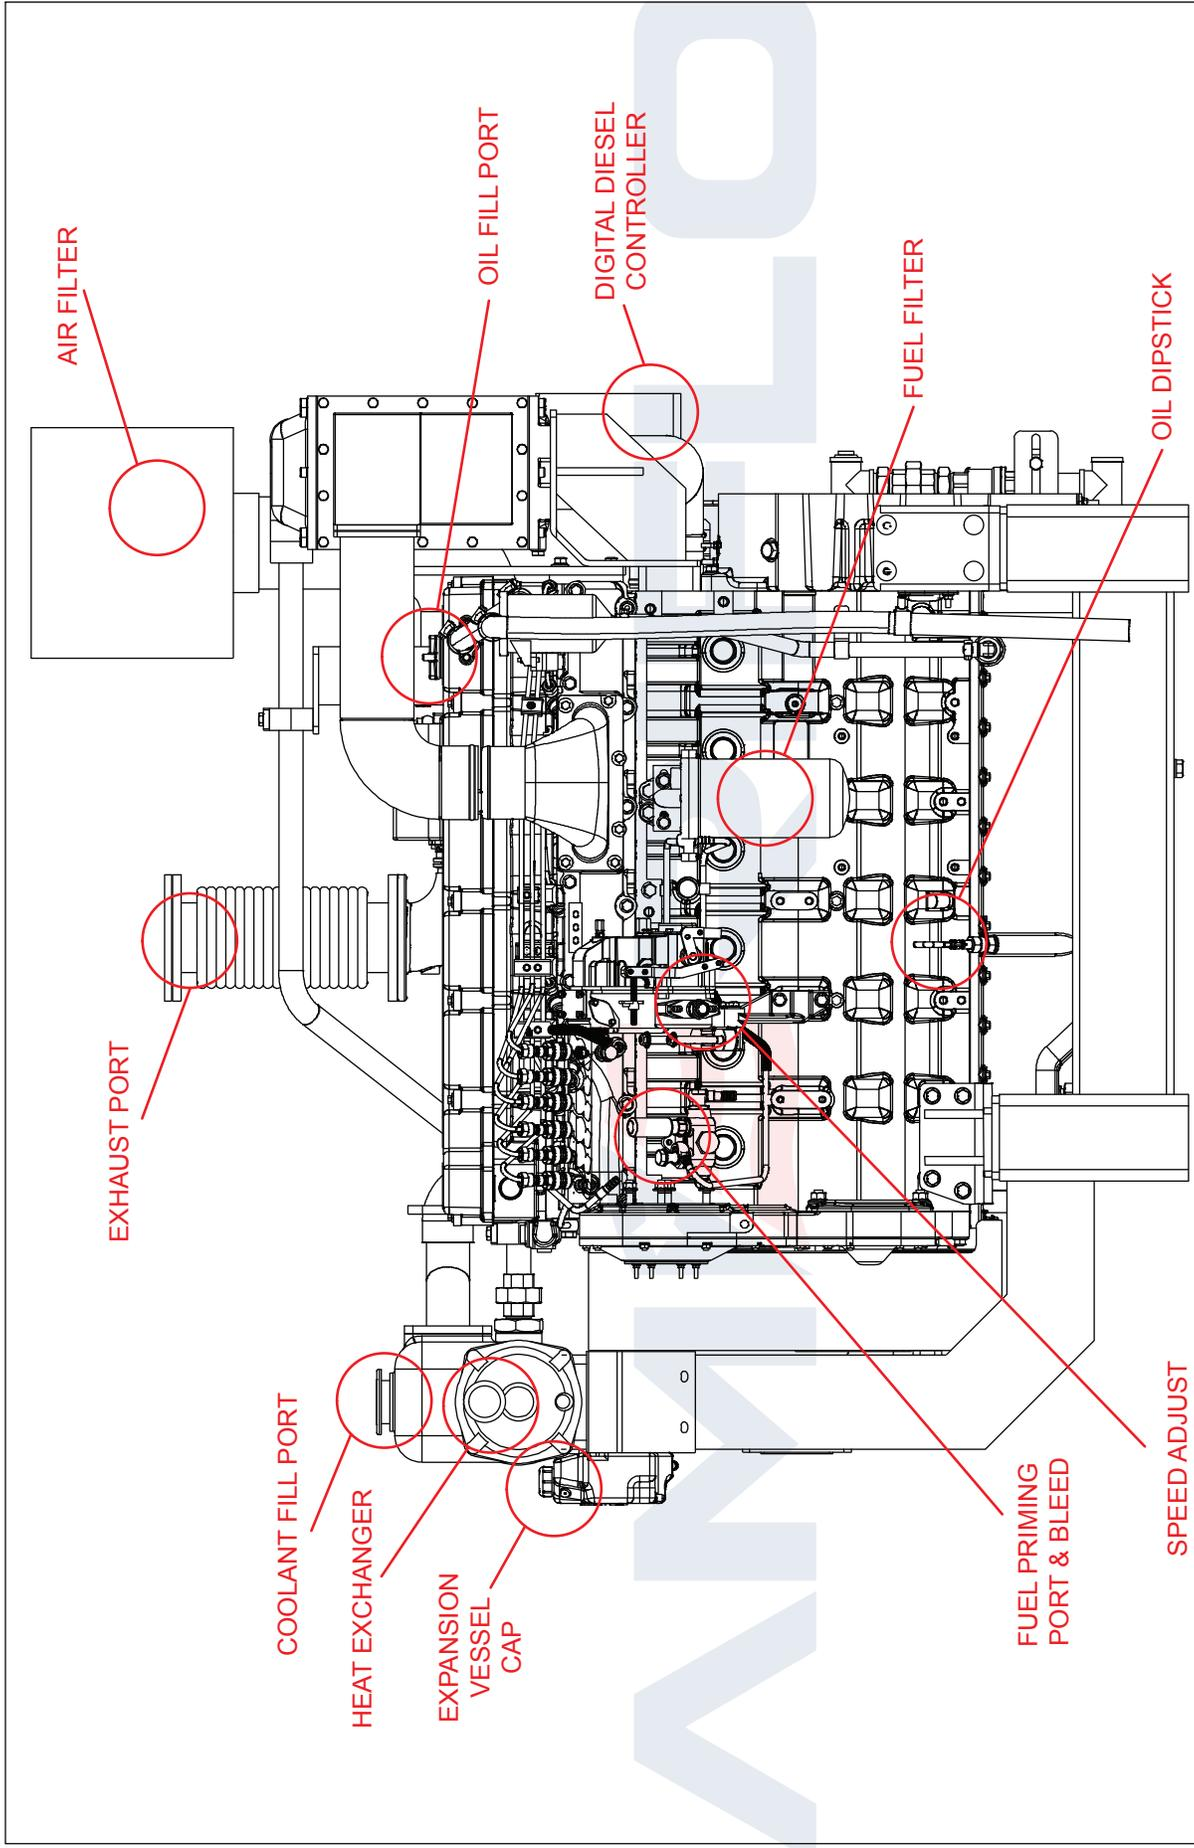 AIR FILTER
EXHAUST PORT
COOLANT FILL PORT
HEAT EXCHANGER
EXPANSION
VESSEL
CAP
OIL FILL PORT
DIGITAL DIESEL
CONTROLLER
FUEL FILTER
FUEL PRIMING
PORT & BLEED
OIL DIPSTICK
SPEED ADJUST